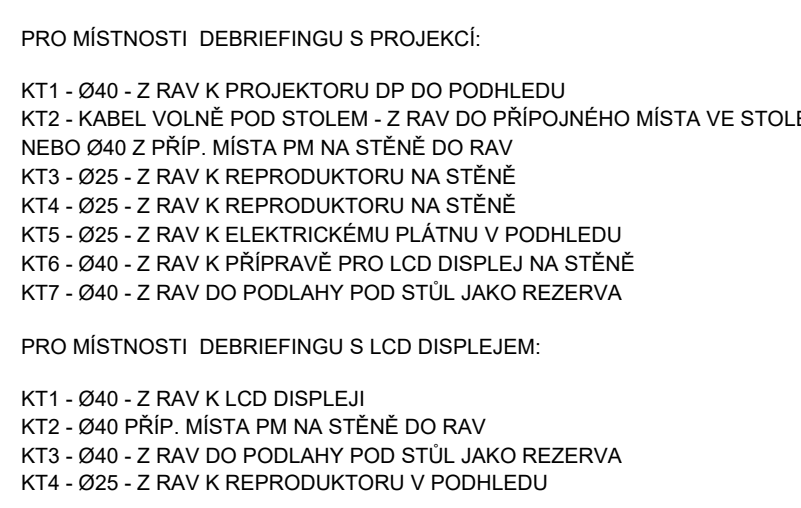 PRO MÍSTNOSTI DEBRIEFINGU S PROJEKCÍ:
KT1 - Ø40 - Z RAV K PROJEKTORU DP DO PODHLEDU
KT2 - KABEL VOLNĚ POD STOLEM - Z RAV DO PŘÍPOJNÉHO MÍSTA VE STOLE
NEBO Ø40 Z PŘÍP. MÍSTA PM NA STĚNĚ DO RAV
KT3 - Ø25 - Z RAV K REPRODUKTORU NA STĚNĚ
KT4 - Ø25 - Z RAV K REPRODUKTORU NA STĚNĚ
KT5 - Ø25 - Z RAV K ELEKTRICKÉMU PLÁTNU V PODHLEDU
KT6 - Ø40 - Z RAV K PŘÍPRAVĚ PRO LCD DISPLEJ NA STĚNĚ
KT7 - Ø40 - Z RAV DO PODLAHY POD STŮL JAKO REZERVA
PRO MÍSTNOSTI DEBRIEFINGU S LCD DISPLEJEM:
KT1 - Ø40 - Z RAV K LCD DISPLEJI
KT2 - Ø40 PŘÍP. MÍSTA PM NA STĚNĚ DO RAV
KT3 - Ø40 - Z RAV DO PODLAHY POD STŮL JAKO REZERVA
KT4 - Ø25 - Z RAV K REPRODUKTORU V PODHLEDU